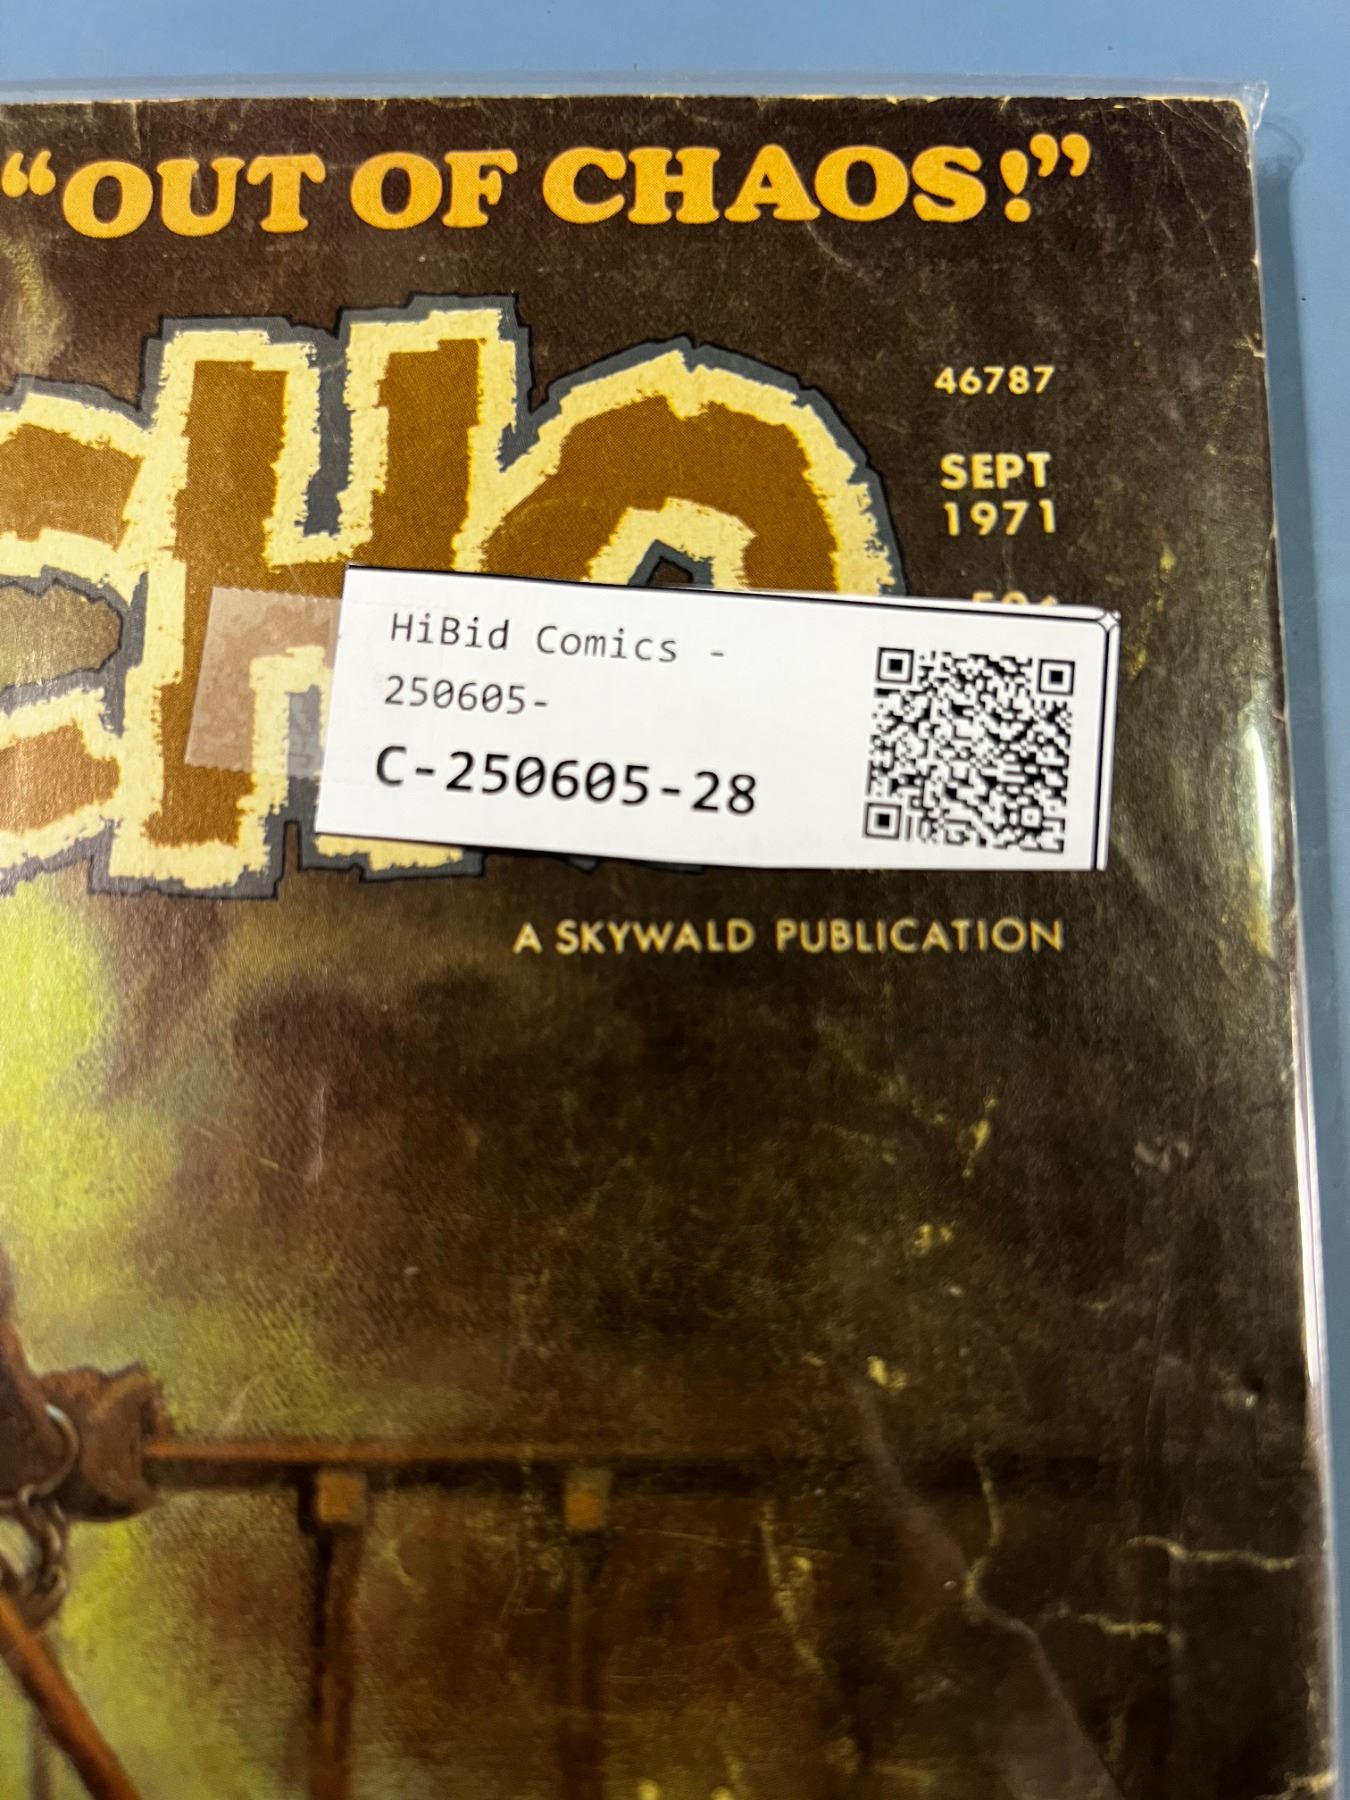 “OUT OF CHAOS!”
46787
SEPT
1971
HiBid Comics -
250605-
C-250605-28
A SKYWALD PUBLICATION